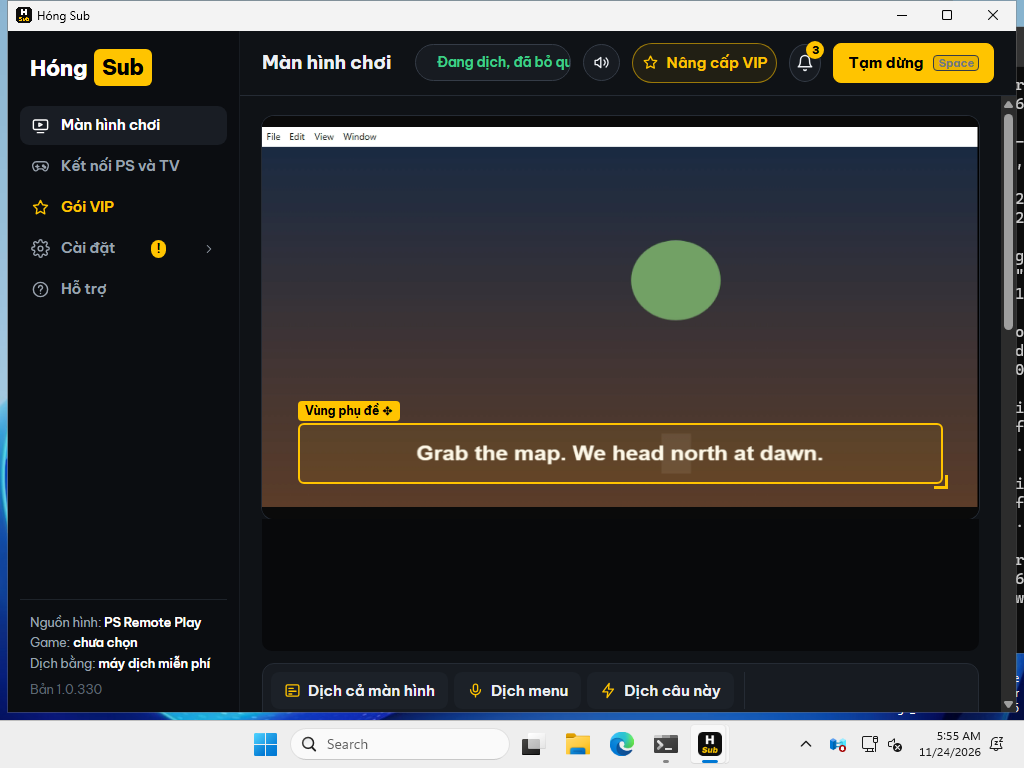 Hóng Sub
Hóng Sub
Màn hình chơi
Kết nối PS và TV
Gói VIP
Cài đặt !
Hỗ trợ
Nguồn hình: PS Remote Play
Game: chưa chọn
Dịch bằng: máy dịch miễn phí
Bản 1.0.330
Màn hình chơi
Đang dịch, đã bỏ qu
Nâng cấp VIP
3
Tạm dừng Space
File Edit View Window
Vùng phụ đề
Grab the map. We head north at dawn.
Dịch cả màn hình
Dịch menu
Dịch câu này
Search
5:55 AM
11/24/2026